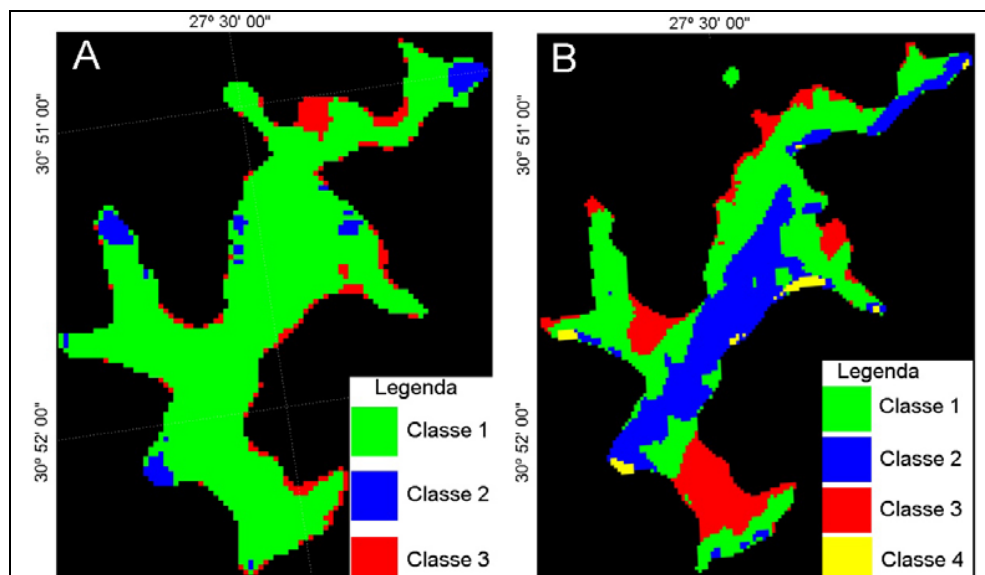 27º 30' 00"
27º 30' 00"
A
B
30º 51' 00"
30º 51' 00"
30º 52' 00"
30º 52' 00"
Legenda
Classe 1
Classe 2
Classe 3
Legenda
Classe 1
Classe 2
Classe 3
Classe 4